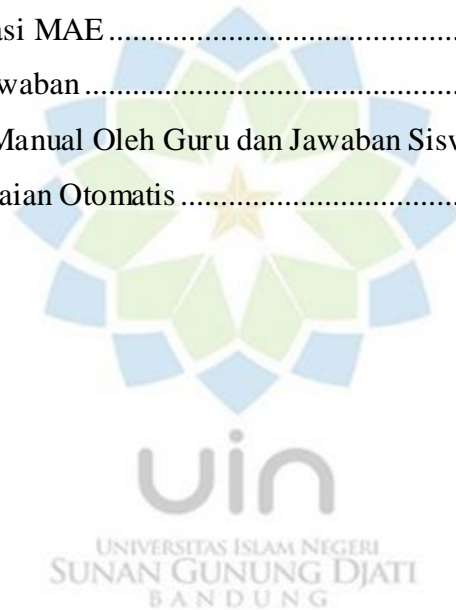 asi MAE..............................................
waban..................................................
Manual Oleh Guru dan Jawaban Sisw
aian Otomatis......................................
uin
UNIVERSITAS ISLAM NEGERI
SUNAN GUNUNG DJATI
BANDUNG